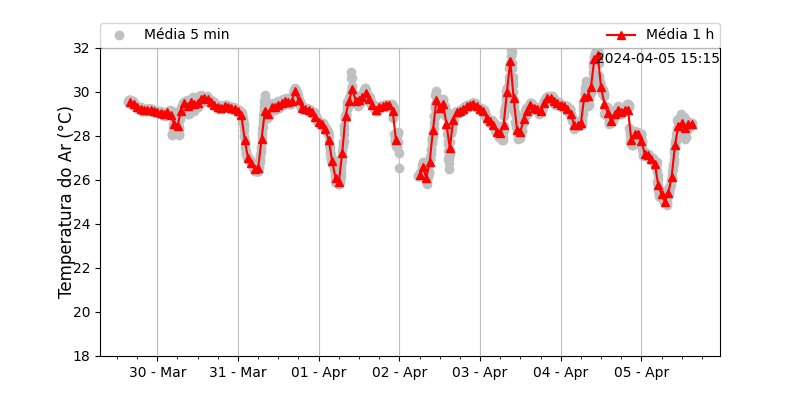 Média 5 min
Média 1 h
2024-04-05 15:15
Temperatura do Ar (°C)
32
30
28
26
24
22
20
18
30 - Mar
31 - Mar
01 - Apr
02 - Apr
03 - Apr
04 - Apr
05 - Apr